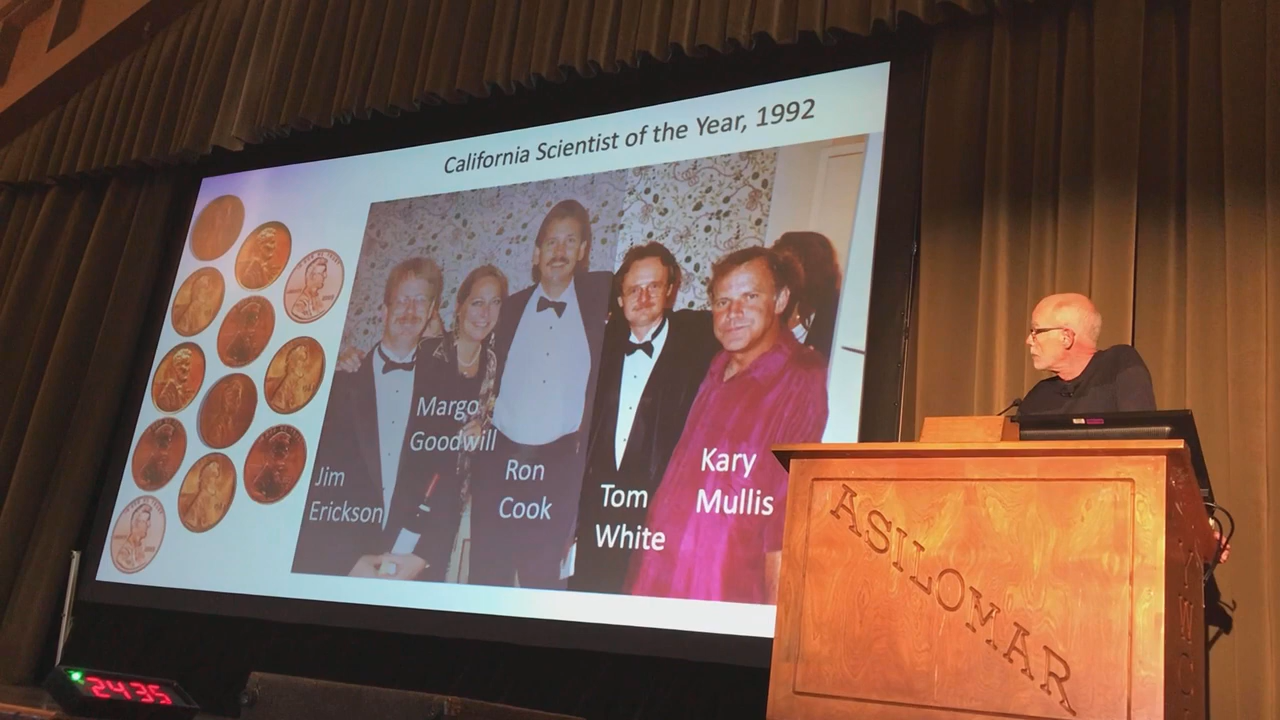 California Scientist of the Year, 1992
Jim
Erickson
Margo
Goodwill
Ron
Cook
Tom
White
Kary
Mullis
ASILOMAR
24:35